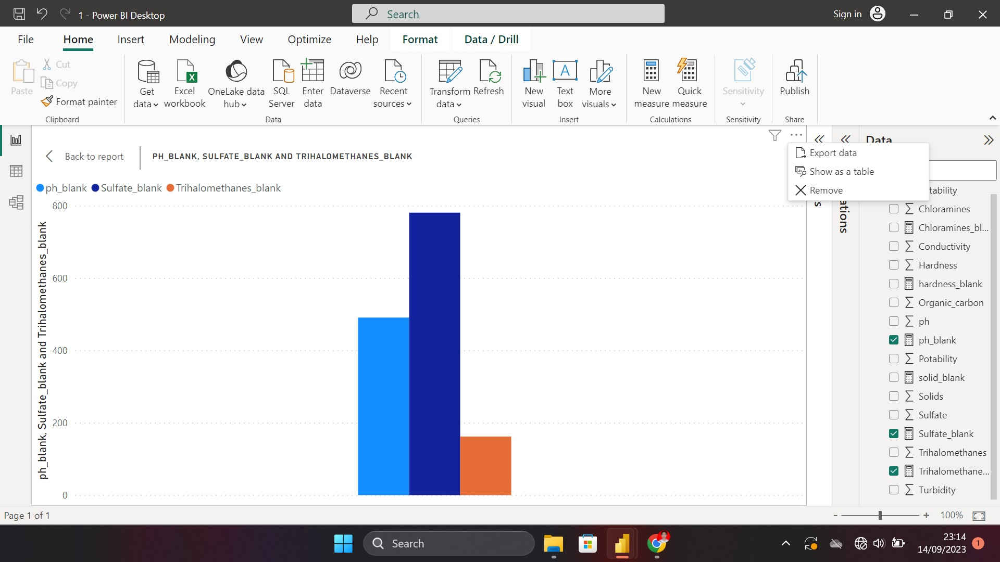 1 - Power BI Desktop
Search
Sign in
File Home Insert Modeling View Optimize Help Format Data / Drill
Paste
Cut
Copy
Format painter
Clipboard
Get data
Excel workbook
OneLake data hub
SQL Server
Enter data
Dataverse
Recent sources
Data
Transform data
Refresh
Queries
New visual
Text box
More visuals
Insert
New measure
Quick measure
Calculations
Sensitivity
Sensitivity
Publish
Share
Back to report
PH_BLANK, SULFATE_BLANK AND TRIHALOMETHANES_BLANK
ph_blank Sulfate_blank Trihalomethanes_blank
ph_blank, Sulfate_blank and Trihalomethanes_blank
800
600
400
200
0
Export data
Show as a table
Remove
s
ations
Data
tability
Chloramines
Chloramines_bl...
Conductivity
Hardness
hardness_blank
Organic_carbon
ph
ph_blank
Potability
solid_blank
Solids
Sulfate
Sulfate_blank
Trihalomethanes
Trihalomethane...
Turbidity
Page 1 of 1
- + 100%
Search
23:14
14/09/2023
1